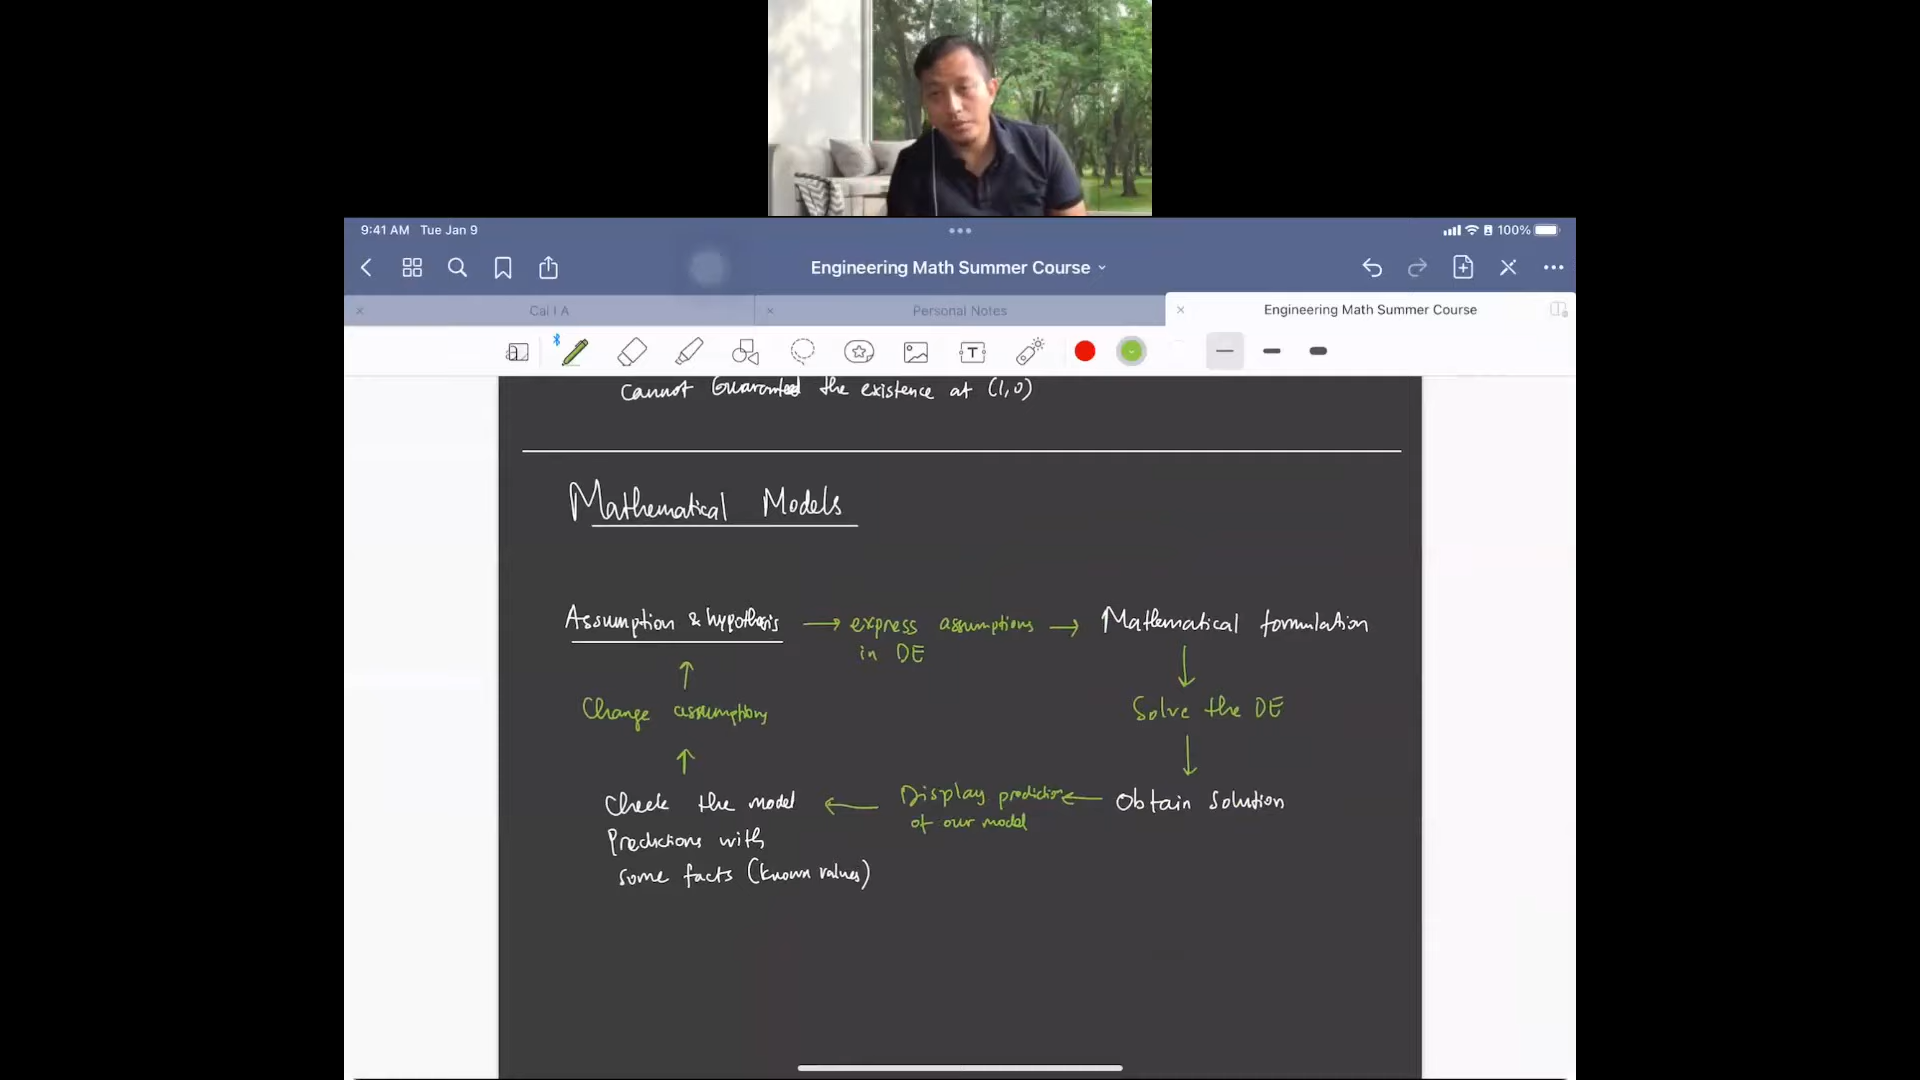 9:41 AM Tue Jan 9
100%
Engineering Math Summer Course
Cal I A
Personal Notes
Engineering Math Summer Course
Cannot Guaranteed the existence at (1,0)
Mathematical Models
Assumption & hypothesis → express assumptions → Mathematical formulation
in DE
↑ ↓
Change assumptions Solve the DE
↑ ↓
Check the model ← Display prediction ← Obtain Solution
of our model
Predictions with
some facts (known values)